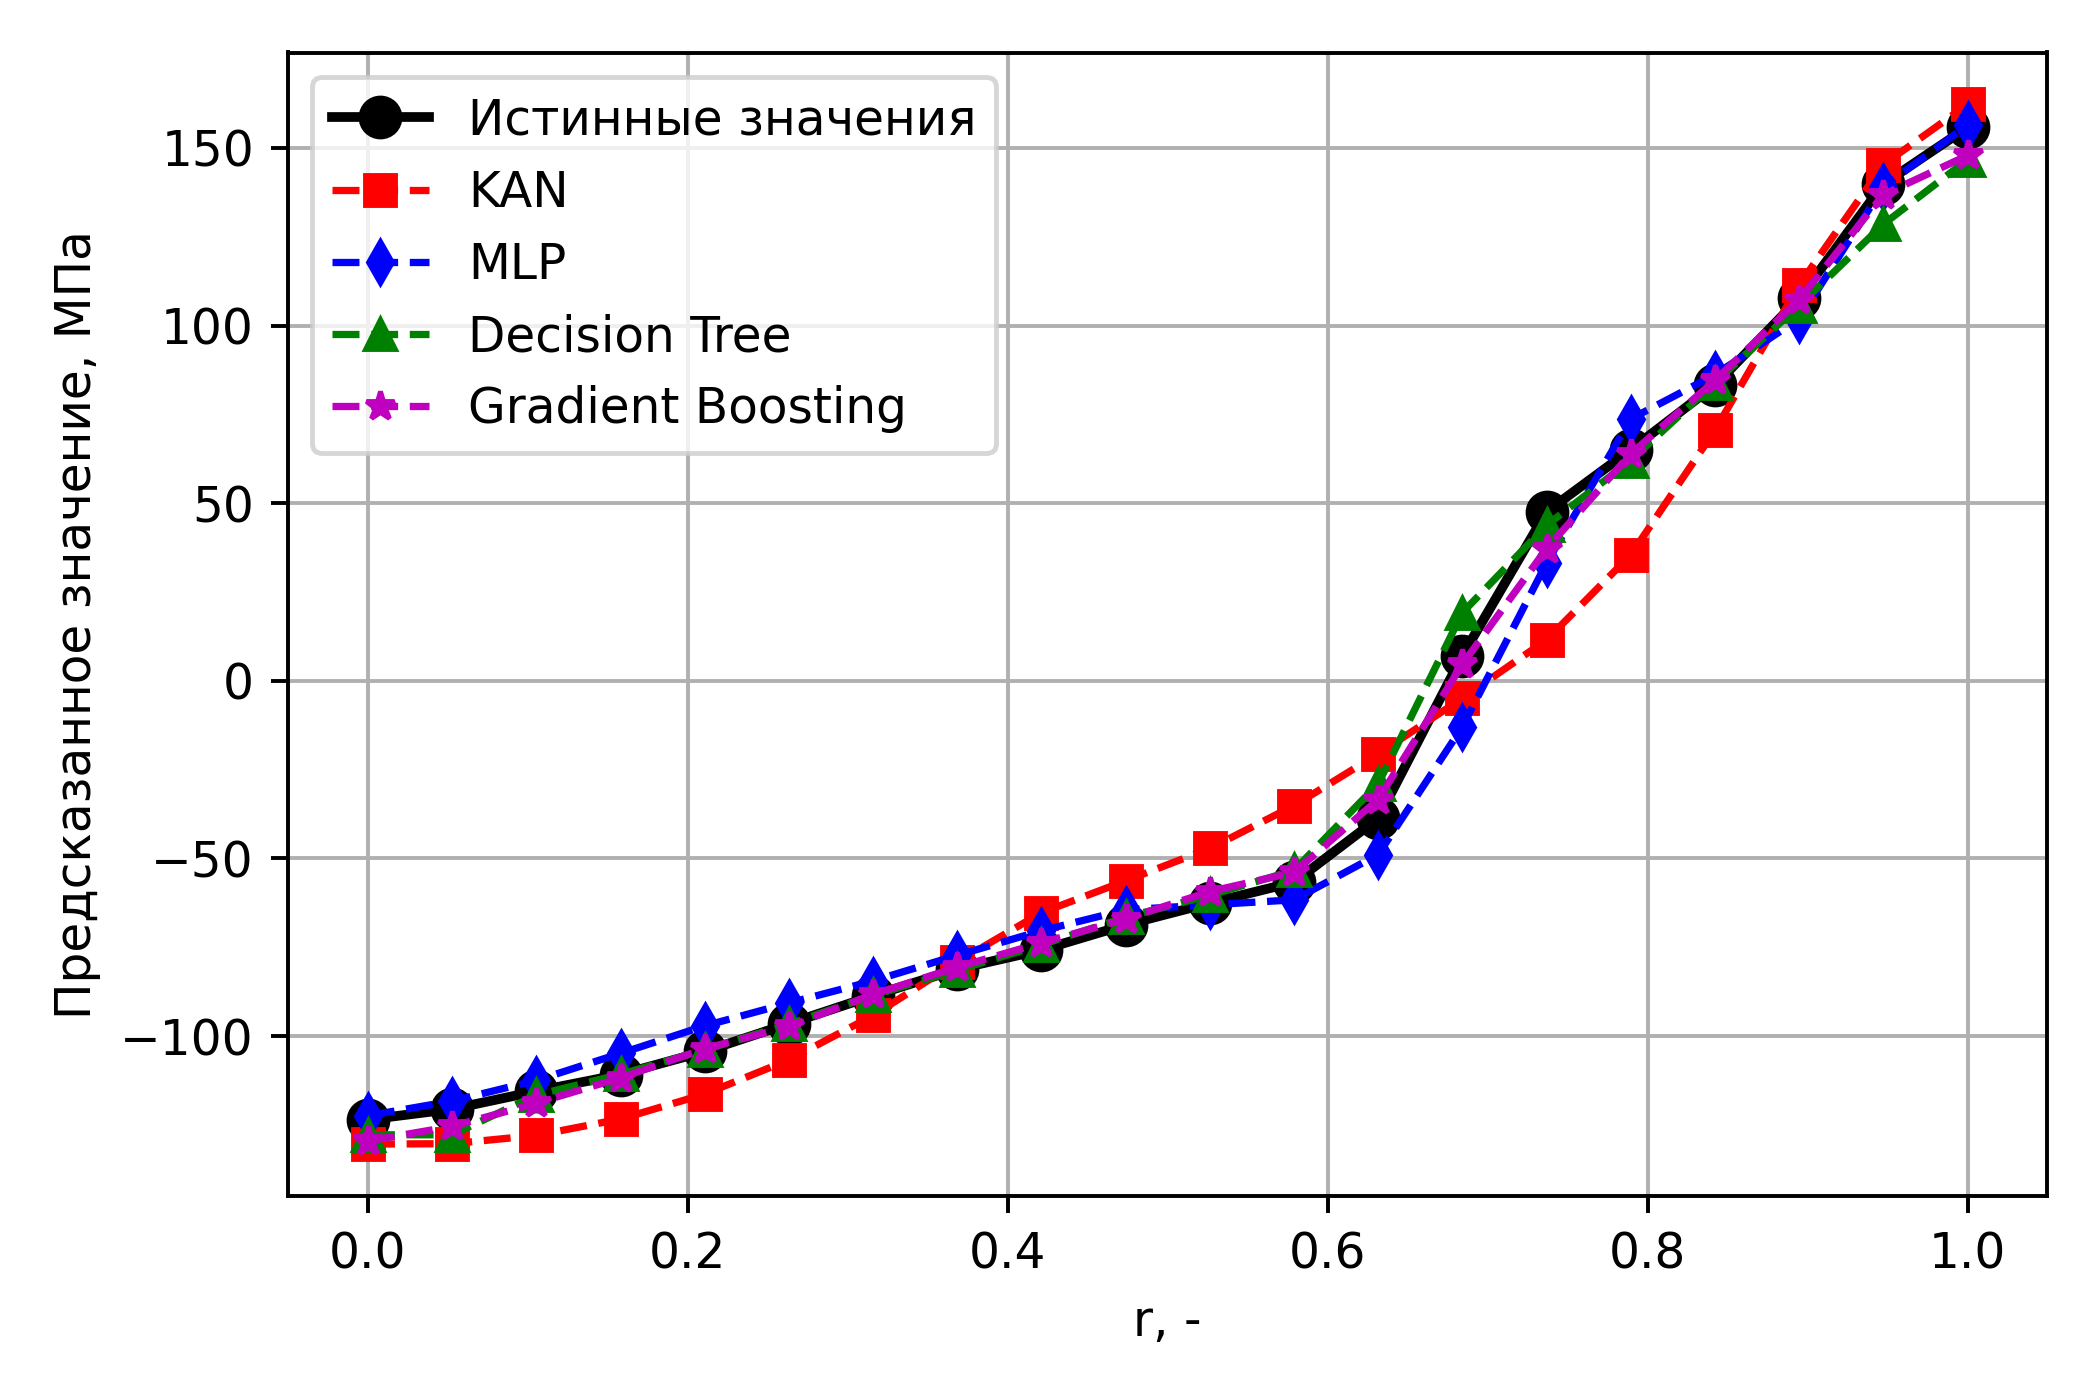 Истинные значения
KAN
MLP
Decision Tree
Gradient Boosting
Предсказанное значение, МПа
150
100
50
0
−50
−100
0.0 0.2 0.4 0.6 0.8 1.0
r, -